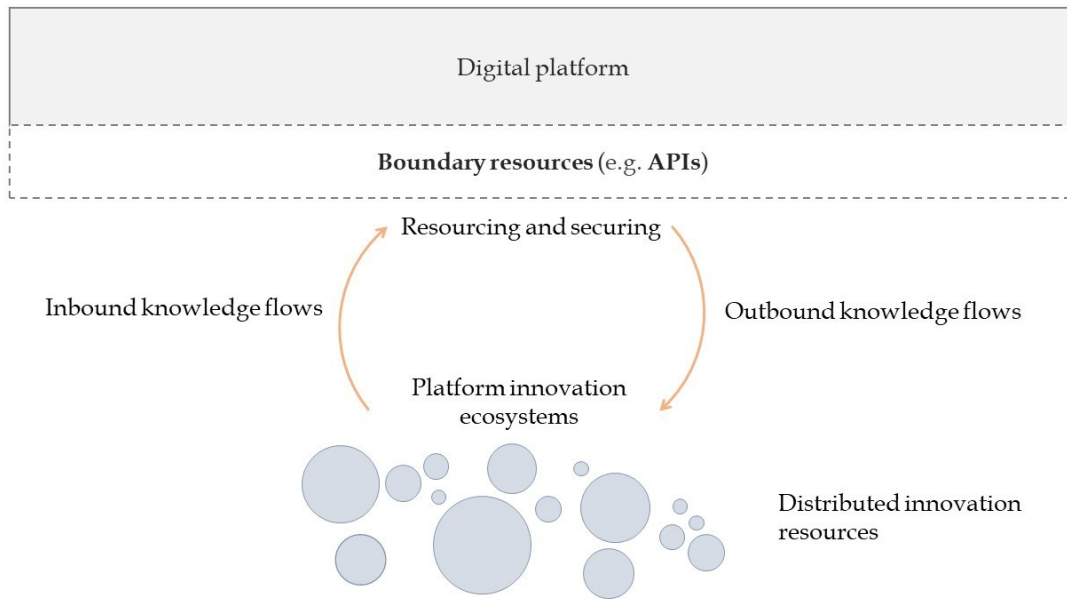 Digital platform
Boundary resources (e.g. APIs)
Resourcing and securing
Inbound knowledge flows
Outbound knowledge flows
Platform innovation
ecosystems
Distributed innovation
resources